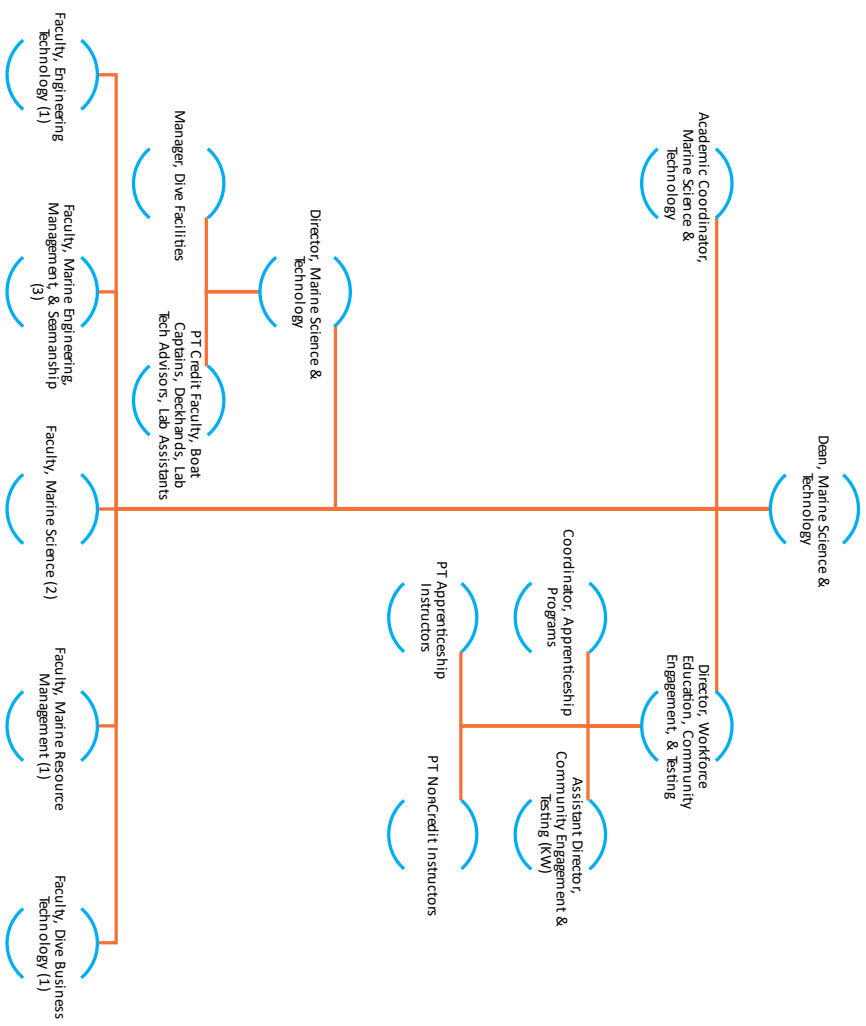 Dean, Marine Science &
Technology
Academic Coordinator,
Marine Science &
Technology
Director, Workforce
Education, Community
Engagement, & Testing
Coordinator, Apprenticeship
Programs
Assistant Director,
Community Engagement &
Testing (KW)
PT Apprenticeship
Instructors
PT NonCredit Instructors
Director, Marine Science &
Technology
Manager, Dive Facilities
PT Credit Faculty, Boat
Captains, Deckhands, Lab
Tech Advisors, Lab Assistants
Faculty, Engineering
Technology (1)
Faculty, Marine Engineering,
Management, & Seamanship
(3)
Faculty, Marine Science (2)
Faculty, Marine Resource
Management (1)
Faculty, Dive Business
Technology (1)